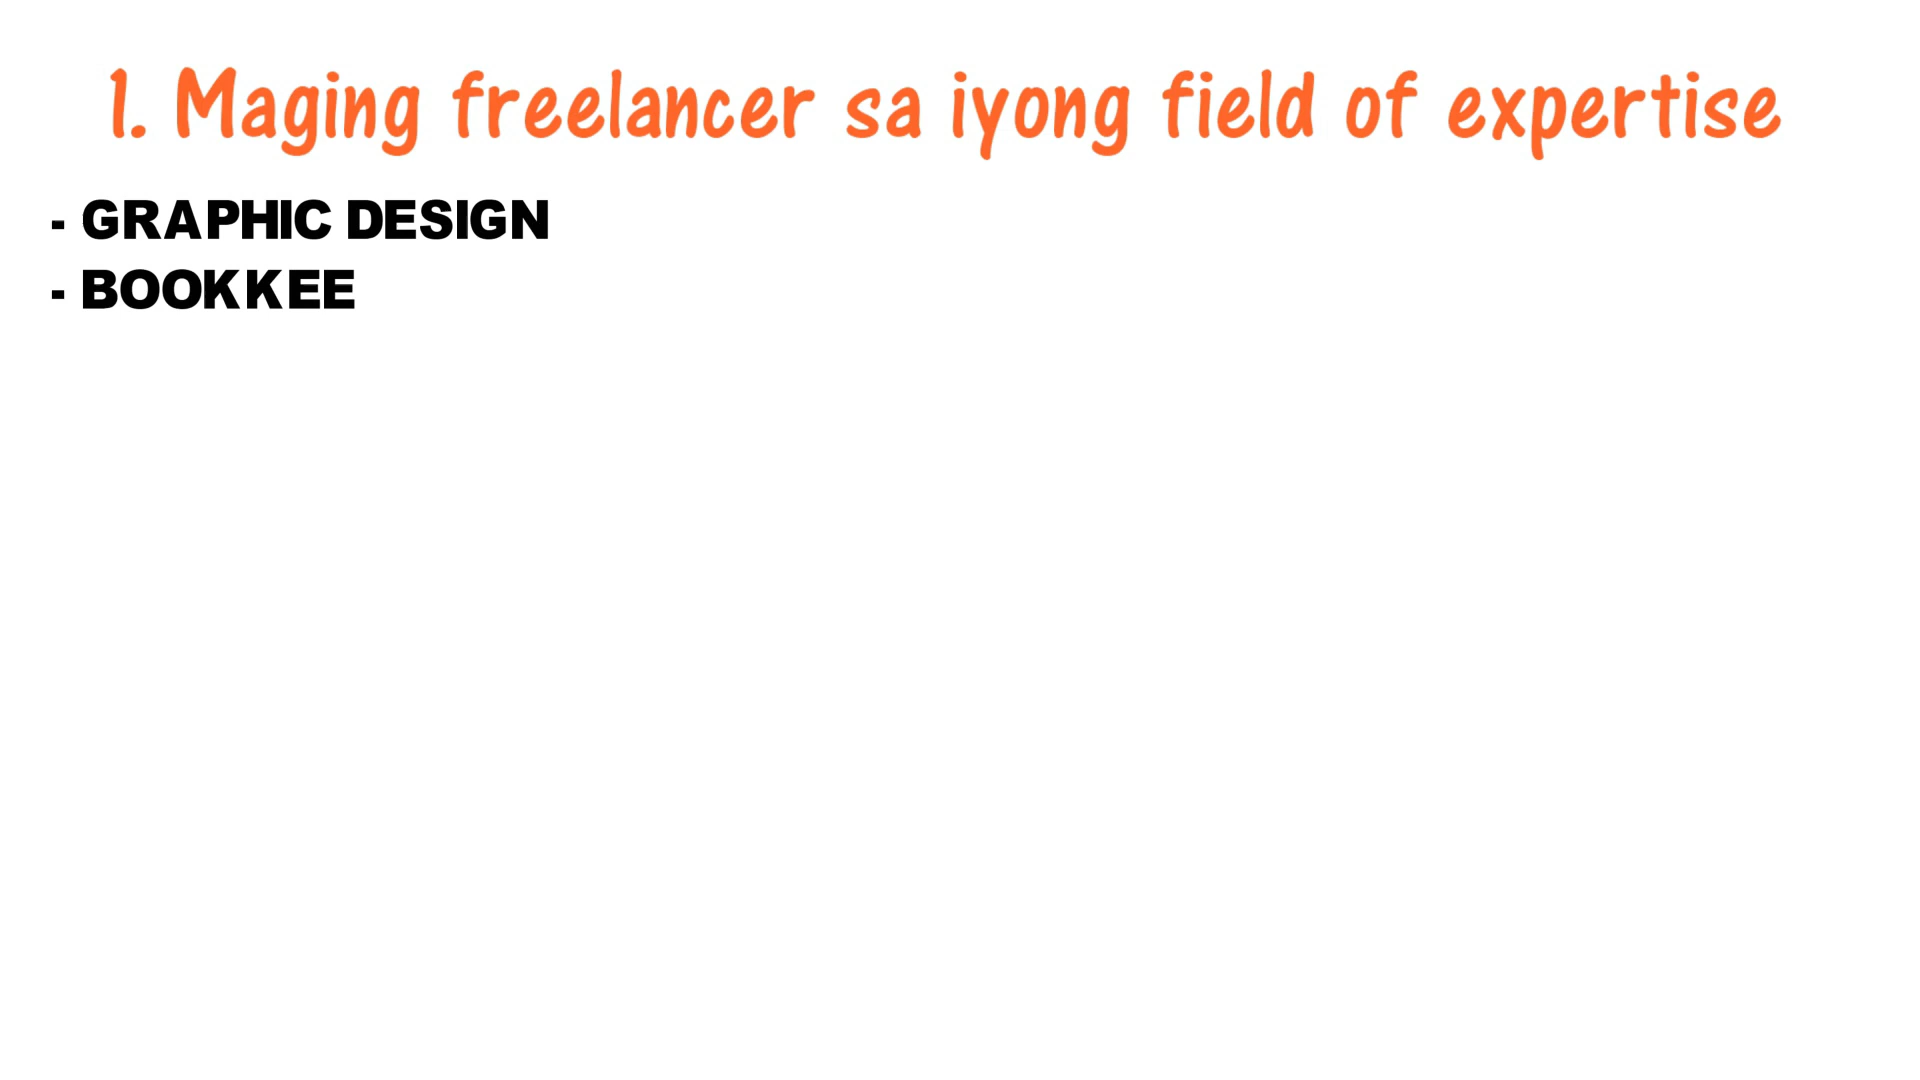 1. Maging freelancer sa iyong field of expertise
- GRAPHIC DESIGN
- BOOKKEE